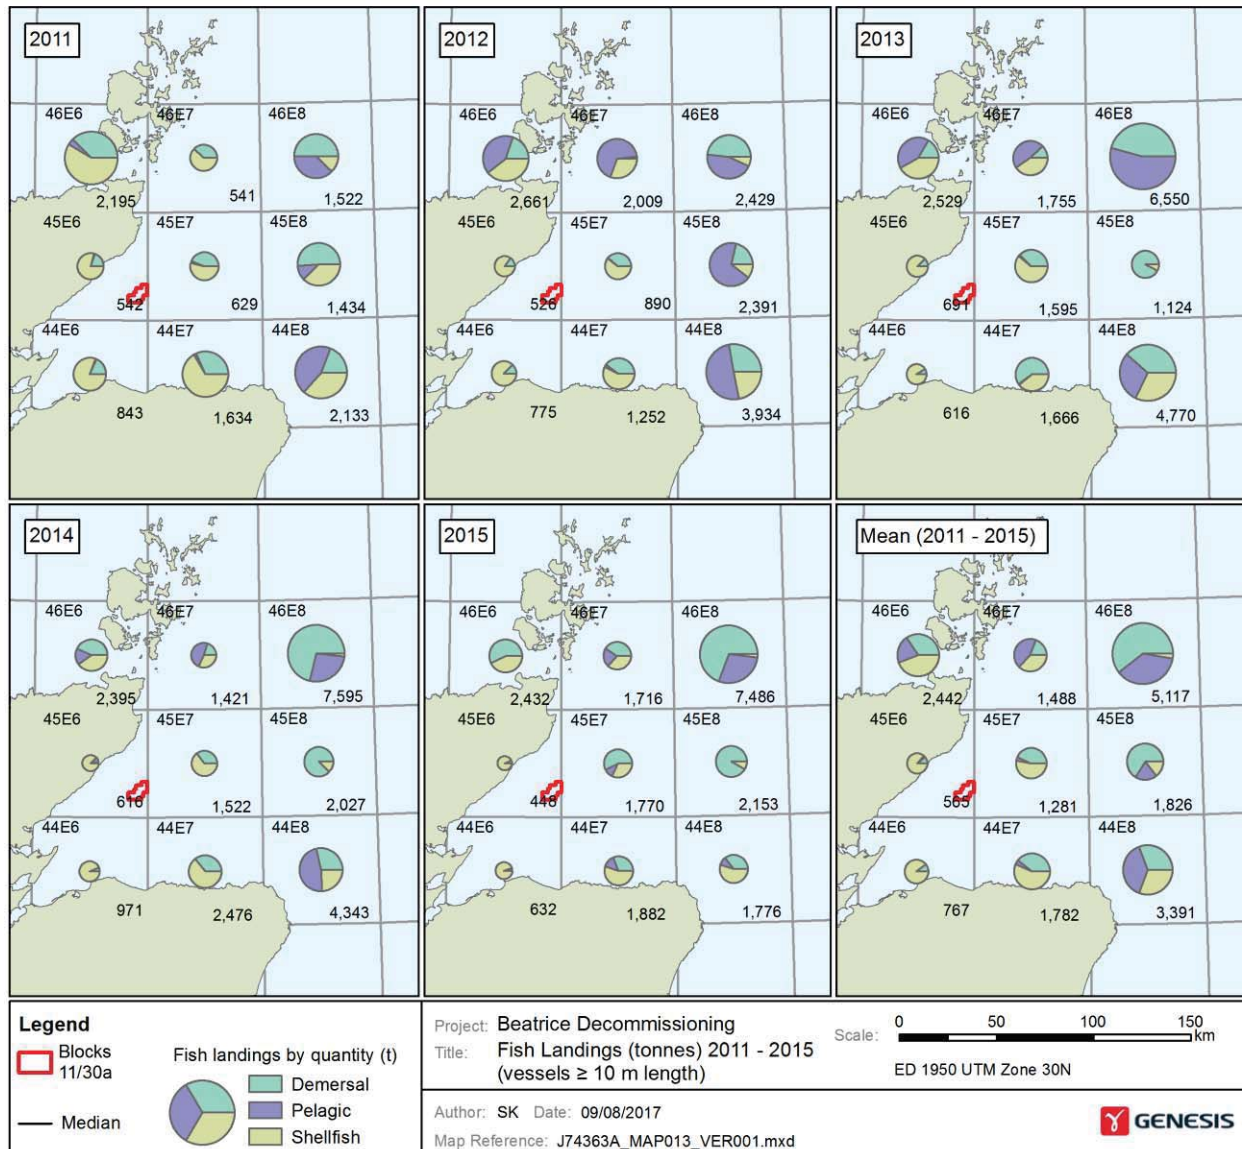 2011
46E6 46E7 46E8
2,195 541 1,522
45E6 45E7 45E8
542 629 1,434
44E6 44E7 44E8
843 1,634 2,133
2012
46E6 46E7 46E8
2,661 2,009 2,429
45E6 45E7 45E8
526 890 2,391
44E6 44E7 44E8
775 1,252 3,934
2013
46E6 46E7 46E8
2,529 1,755 6,550
45E6 45E7 45E8
691 1,595 1,124
44E6 44E7 44E8
616 1,666 4,770
2014
46E6 46E7 46E8
2,395 1,421 7,595
45E6 45E7 45E8
616 1,522 2,027
44E6 44E7 44E8
971 2,476 4,343
2015
46E6 46E7 46E8
2,432 1,716 7,486
45E6 45E7 45E8
448 1,770 2,153
44E6 44E7 44E8
632 1,882 1,776
Mean (2011 - 2015)
46E6 46E7 46E8
2,442 1,488 5,117
45E6 45E7 45E8
565 1,281 1,826
44E6 44E7 44E8
767 1,782 3,391
Legend
Blocks
11/30a
Median
Fish landings by quantity (t)
Demersal
Pelagic
Shellfish
Project: Beatrice Decommissioning
Title: Fish Landings (tonnes) 2011 - 2015
(vessels ≥ 10 m length)
Scale: 0 50 100 150
km
ED 1950 UTM Zone 30N
Author: SK Date: 09/08/2017
Map Reference: J74363A_MAP013_VER001.mxd
GENESIS